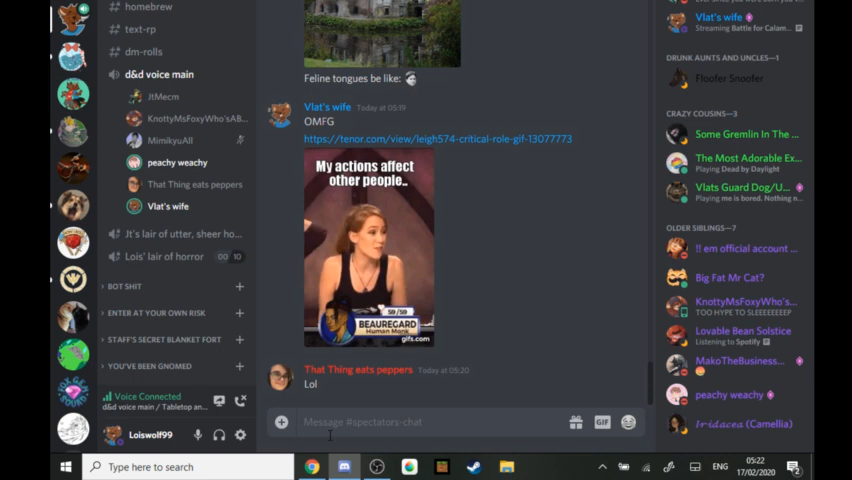 homebrew
text-rp
dm-rolls
d&d voice main
JtMecm
KnottyMsFoxyWho'sAB...
MimikyuAll
peachy weachy
That Thing eats peppers
Vlat's wife
Jt's lair of utter, sheer ho...
Lois' lair of horror 00 10
BOT SHIT
ENTER AT YOUR OWN RISK
STAFF'S SECRET BLANKET FORT
YOU'VE BEEN GNOMED
Voice Connected
d&d voice main / Tabletop an...
Loiswolf99
Feline tongues be like:
Vlat's wife Today at 05:19
OMFG
https://tenor.com/view/leigh574-critical-role-gif-13077773
My actions affect
other people..
59/59
BEAUREGARD
Human Monk
gifs.com
That Thing eats peppers Today at 05:20
Lol
Message #spectators-chat
GIF
Vlat's wife
Streaming Battle for Calam...
DRUNK AUNTS AND UNCLES—1
Floofer Snoofer
CRAZY COUSINS—3
Some Gremlin In The ...
The Most Adorable Ex...
Playing Dead by Daylight
Vlats Guard Dog/U...
Playing me is bored. Nothing n...
OLDER SIBLINGS—7
!! em official account ...
Big Fat Mr Cat?
KnottyMsFoxyWho's...
TOO HYPE TO SLEEEEEEEP
Lovable Bean Solstice
Listening to Spotify
MakoTheBusiness...
peachy weachy
Iridacea (Camellia)
Type here to search
ENG
05:22
17/02/2020
2